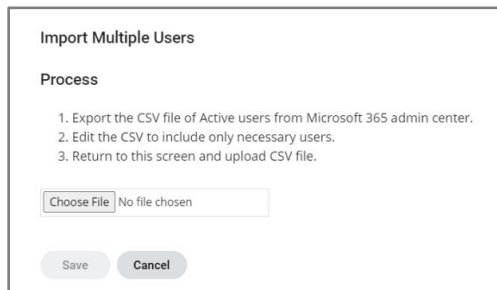 Import Multiple Users
Process
1. Export the CSV file of Active users from Microsoft 365 admin center.
2. Edit the CSV to include only necessary users.
3. Return to this screen and upload CSV file.
Choose File No file chosen
Save Cancel